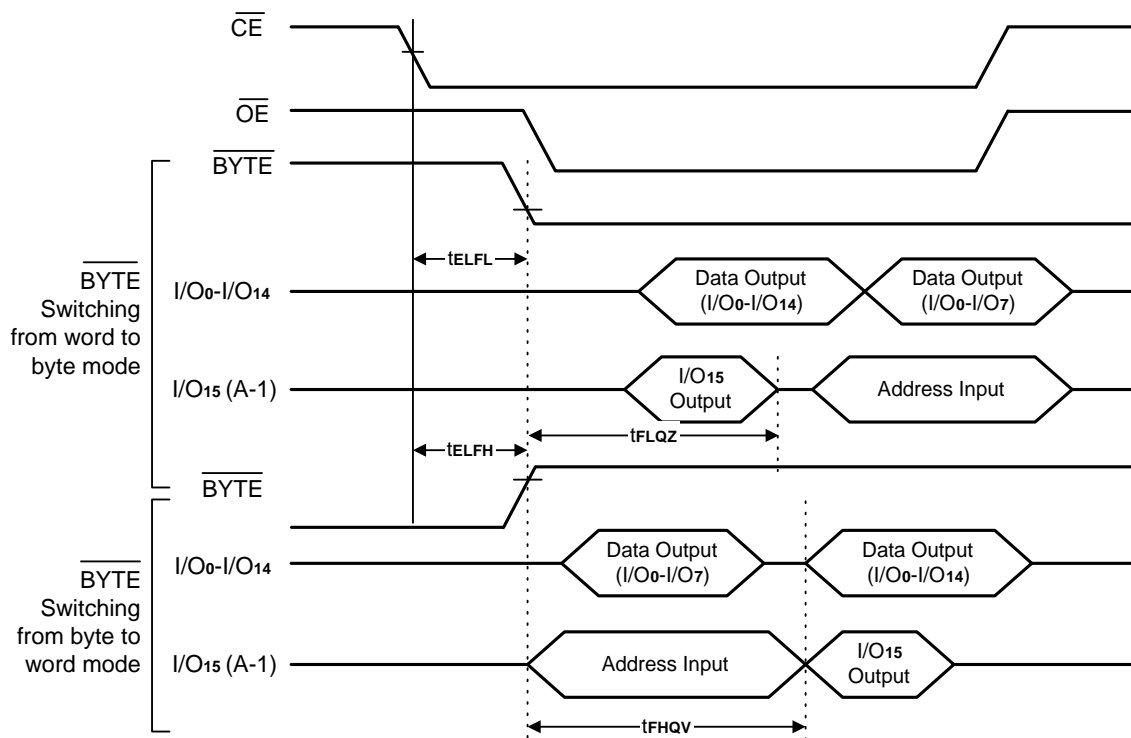 CE
OE
BYTE
tELFL
BYTE
Switching
from word to
byte mode
I/O0-I/O14
Data Output
(I/O0-I/O14)
Data Output
(I/O0-I/O7)
I/O15 (A-1)
I/O15
Output
Address Input
tELFH
tFLQZ
BYTE
BYTE
Switching
from byte to
word mode
I/O0-I/O14
Data Output
(I/O0-I/O7)
Data Output
(I/O0-I/O14)
I/O15 (A-1)
Address Input
I/O15
Output
tFHQV